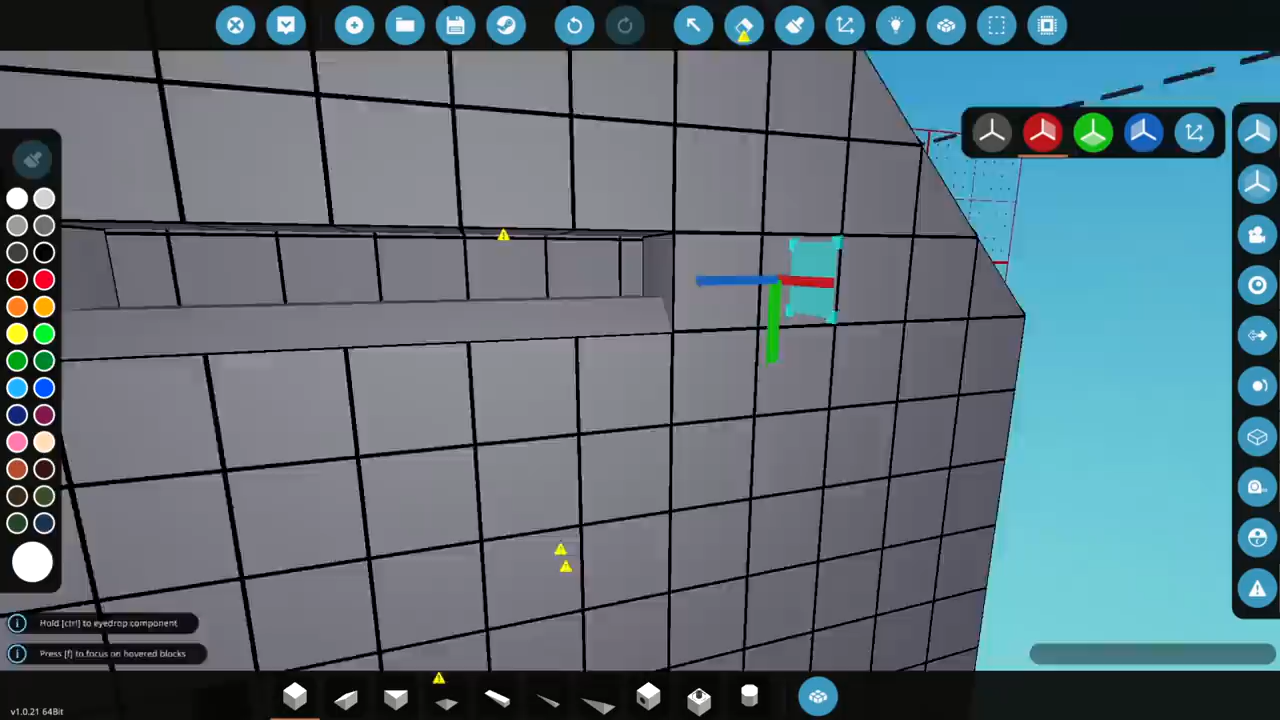 Hold [ctrl] to eyedrop component
Press [f] to focus on hovered blocks
v1.0.21 64Bit